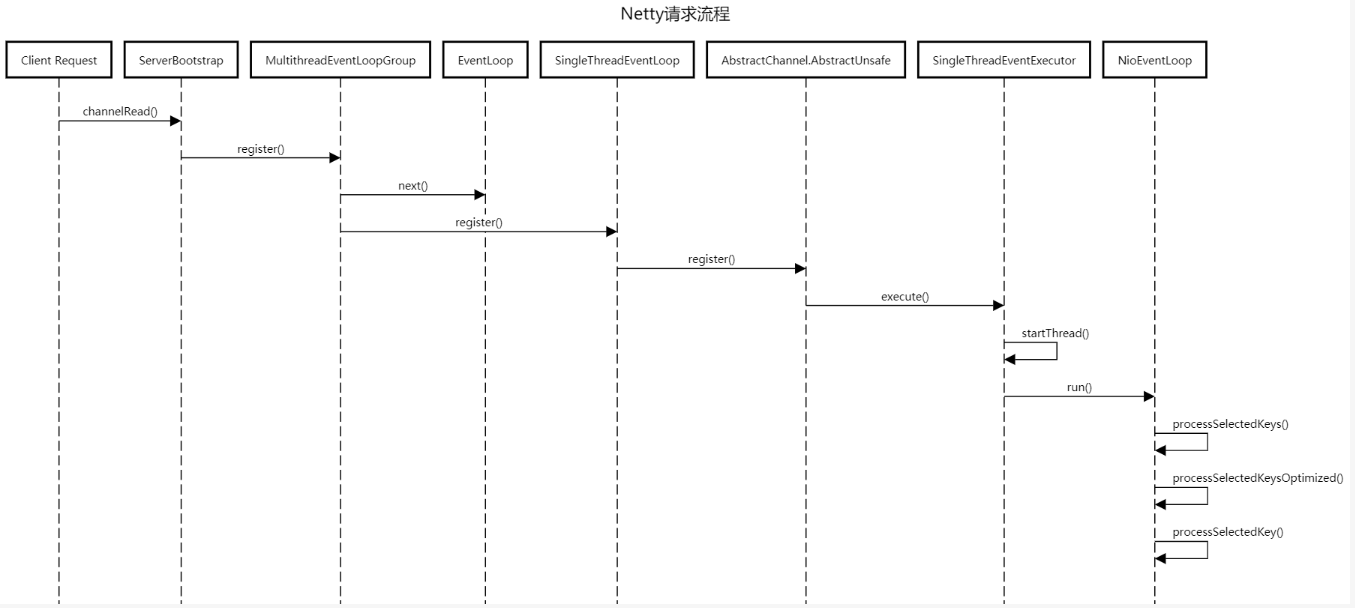 Netty请求流程
Client Request
ServerBootstrap
MultithreadEventLoopGroup
EventLoop
SingleThreadEventLoop
AbstractChannel.AbstractUnsafe
SingleThreadEventExecutor
NioEventLoop
channelRead()
register()
next()
register()
register()
execute()
startThread()
run()
processSelectedKeys()
processSelectedKeysOptimized()
processSelectedKey()